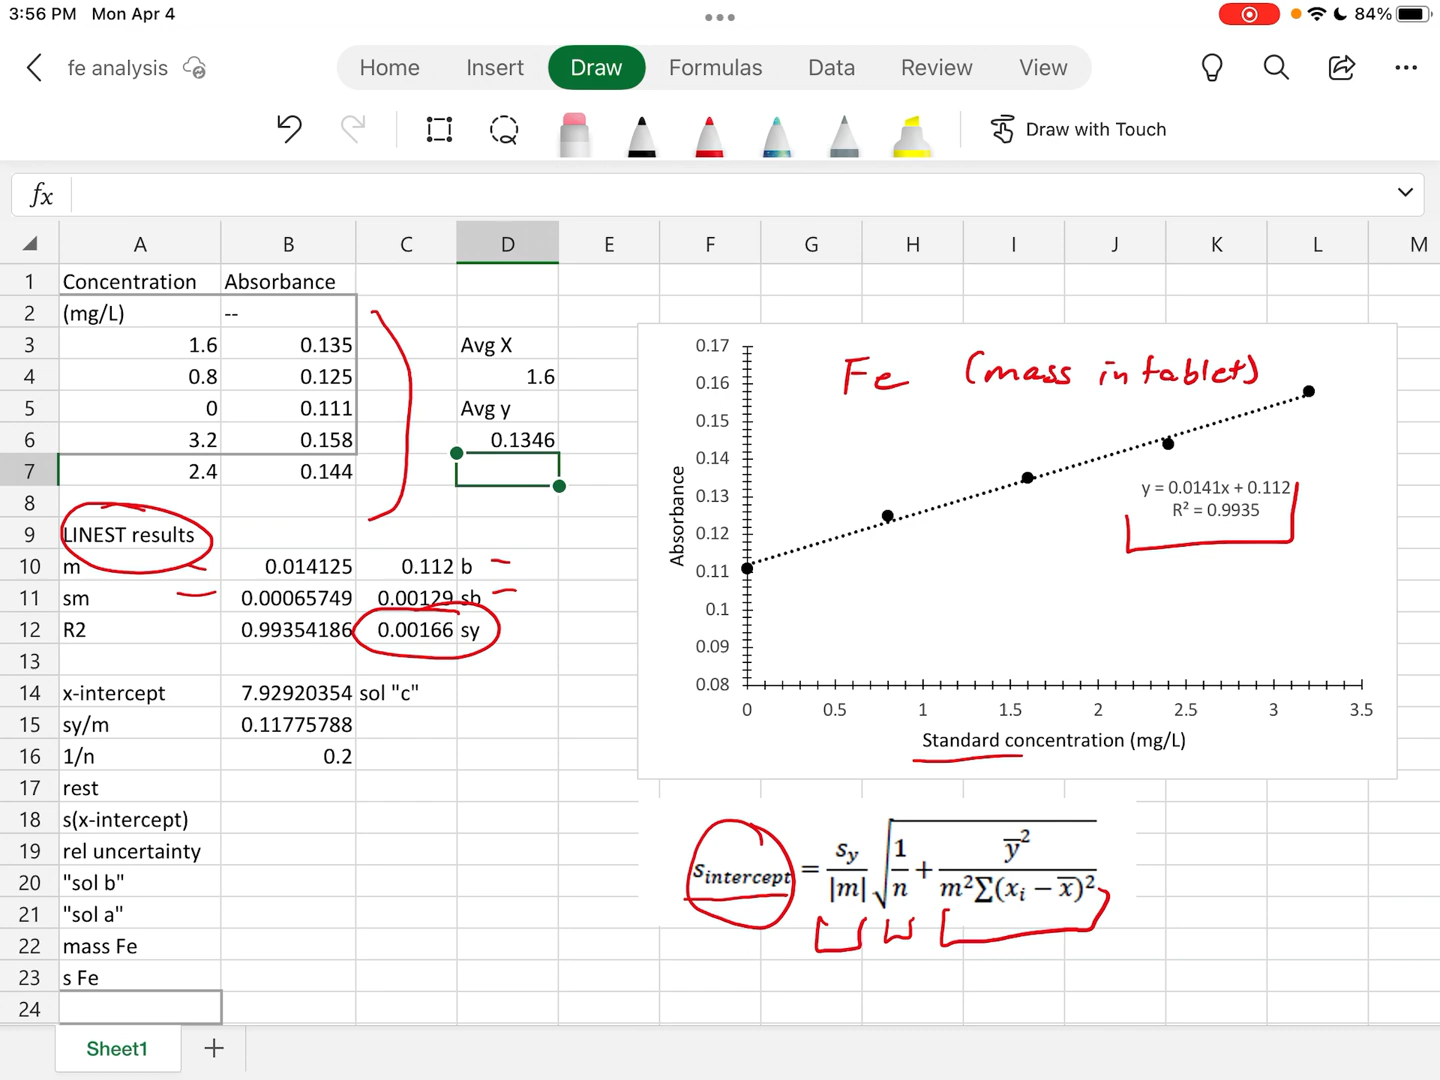 3:56 PM Mon Apr 4
84%
fe analysis
Home Insert Draw Formulas Data Review View
Draw with Touch
fx
A B C D E F G H I J K L M
1 Concentration Absorbance
2 (mg/L) --
3 1.6 0.135 Avg X
4 0.8 0.125 1.6
5 0 0.111 Avg y
6 3.2 0.158 0.1346
7 2.4 0.144
8
9 LINEST results
10 m 0.014125 0.112 b
11 sm 0.00065749 0.00129 sb
12 R2 0.99354186 0.00166 sy
13
14 x-intercept 7.92920354 sol "c"
15 sy/m 0.11775788
16 1/n 0.2
17 rest
18 s(x-intercept)
19 rel uncertainty
20 "sol b"
21 "sol a"
22 mass Fe
23 s Fe
24
Fe (mass in tablet)
0.17
0.16
0.15
0.14
0.13
0.12
0.11
0.1
0.09
0.08
Absorbance
y = 0.0141x + 0.112
R² = 0.9935
0 0.5 1 1.5 2 2.5 3 3.5
Standard concentration (mg/L)
s_intercept = s_y/|m| √(1/n + y̅²/(m²∑(x_i − x̅)²))
Sheet1 +